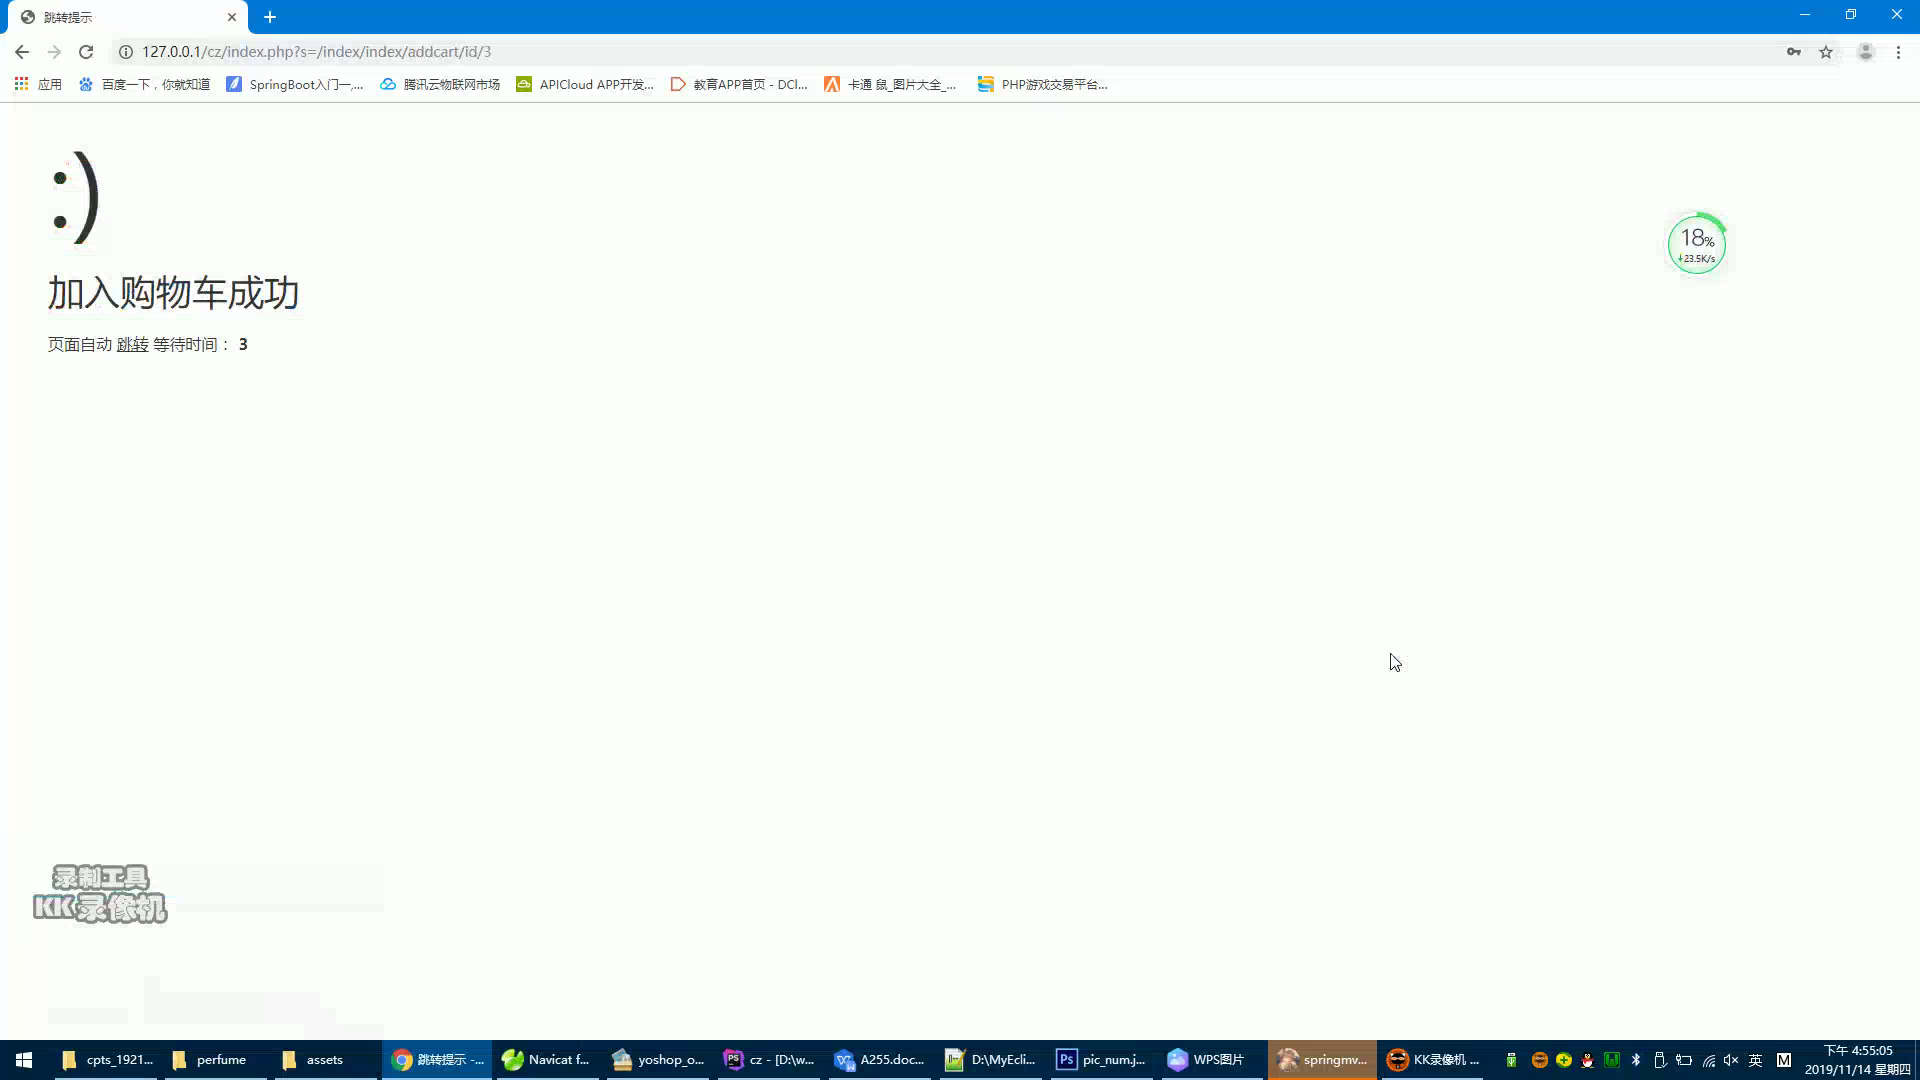 跳转提示
127.0.0.1/cz/index.php?s=/index/index/addcart/id/3
应用
百度一下，你就知道
SpringBoot入门一,...
腾讯云物联网市场
APICloud APP开发...
教育APP首页 - DCl...
卡通 鼠_图片大全_...
PHP游戏交易平台...
:)
18%
+23.5K/s
加入购物车成功
页面自动 跳转 等待时间： 3
录制工具
KK录像机
cpts_1921...
perfume
assets
跳转提示 -...
Navicat f...
yoshop_o...
cz - [D:\w...
A255.doc...
D:\MyEcli...
Ps
pic_num.j...
WPS图片
springmv...
KK录像机 ...
英
M
下午 4:55:05
2019/11/14 星期四